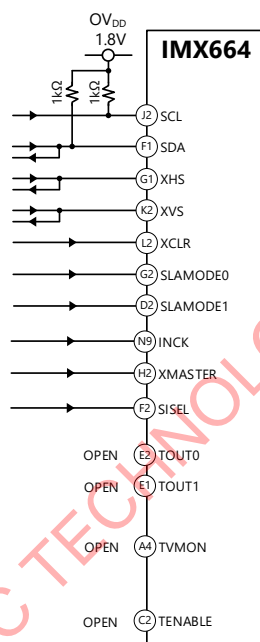 OVDD
1.8V
IMX664
1kΩ
1kΩ
J2 SCL
F1 SDA
G1 XHS
K2 XVS
L2 XCLR
G2 SLAMODE0
D2 SLAMODE1
N9 INCK
H2 XMASTER
F2 SISEL
OPEN E2 TOUT0
OPEN E1 TOUT1
OPEN A4 TVMON
OPEN C2 TENABLE
C TECHNOLO